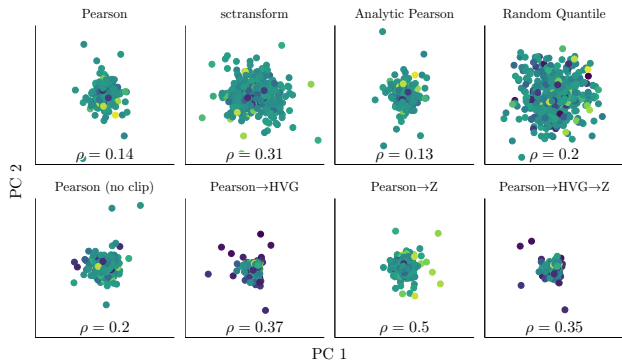 Pearson
sctransform
Analytic Pearson
Random Quantile
ρ = 0.14
ρ = 0.31
ρ = 0.13
ρ = 0.2
PC 2
Pearson (no clip)
Pearson→HVG
Pearson→Z
Pearson→HVG→Z
ρ = 0.2
ρ = 0.37
ρ = 0.5
ρ = 0.35
PC 1